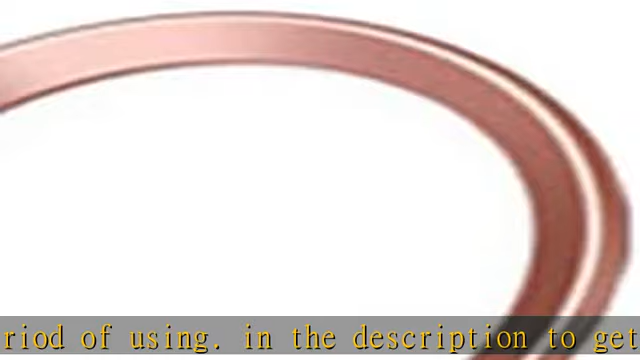 riod of using. in the description to get